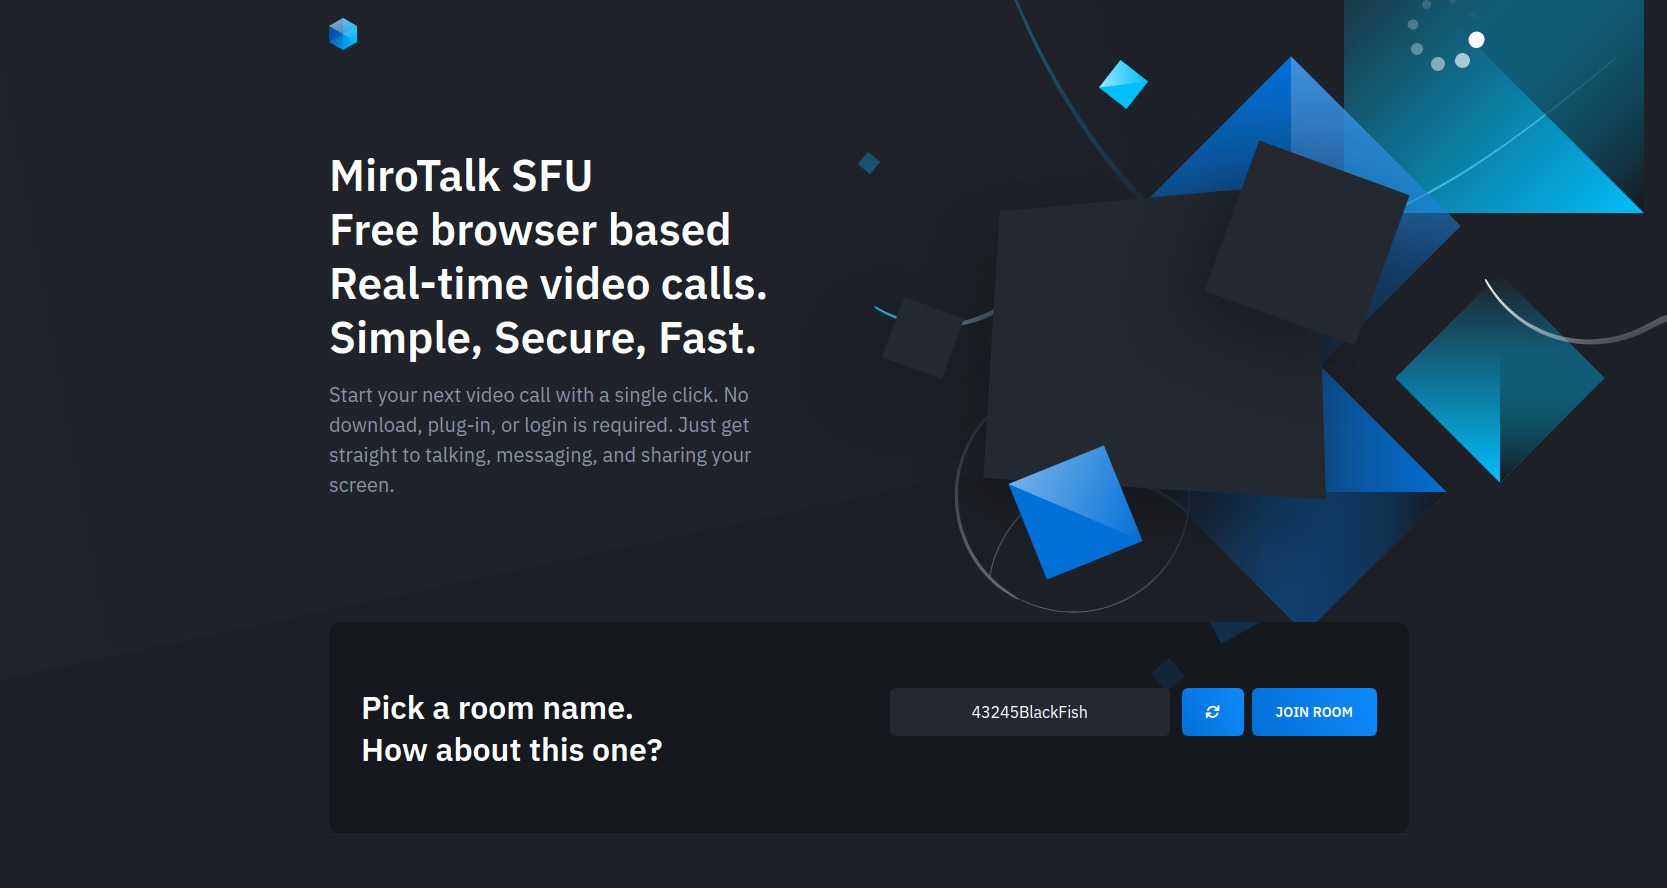 MiroTalk SFU
Free browser based
Real-time video calls.
Simple, Secure, Fast.
Start your next video call with a single click. No
download, plug-in, or login is required. Just get
straight to talking, messaging, and sharing your
screen.
Pick a room name.
How about this one?
43245BlackFish
JOIN ROOM